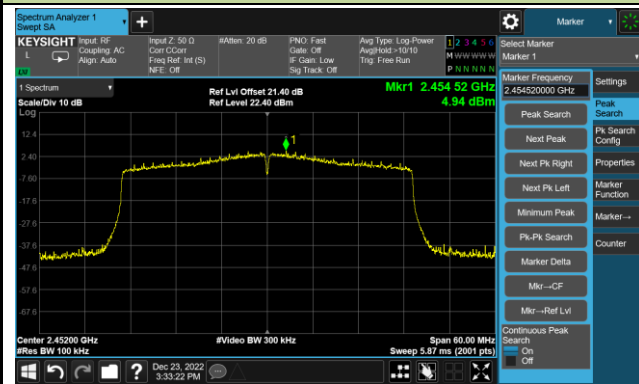 Spectrum Analyzer 1
Swept SA
Marker
KEYSIGHT
L
Input: RF
Coupling: AC
Align: Auto
Input Z: 50 Ω
Corr CCorr
Freq Ref: Int (S)
NFE: Off
#Atten: 20 dB
PNO: Fast
Gate: Off
IF Gain: Low
Sig Track: Off
Avg Type: Log-Power
Avg|Hold:>10/10
Trig: Free Run
1 2 3 4 5 6
M W W W W W
P N N N N N
Select Marker
Marker 1
1 Spectrum
Scale/Div 10 dB
Log
Ref Lvl Offset 21.40 dB
Ref Level 22.40 dBm
Mkr1 2.454 52 GHz
4.94 dBm
12.4
2.40
-7.60
-17.6
-27.6
-37.6
-47.6
-57.6
-67.6
1
Center 2.45200 GHz
#Res BW 100 kHz
#Video BW 300 kHz
Span 60.00 MHz
Sweep 5.87 ms (2001 pts)
Marker Frequency
2.454520000 GHz
Peak Search
Next Peak
Next Pk Right
Next Pk Left
Minimum Peak
Pk-Pk Search
Marker Delta
Mkr→CF
Mkr→Ref Lvl
Continuous Peak
Search
On
Off
Settings
Peak
Search
Pk Search
Config
Properties
Marker
Function
Marker→
Counter
Dec 23, 2022
3:33:22 PM